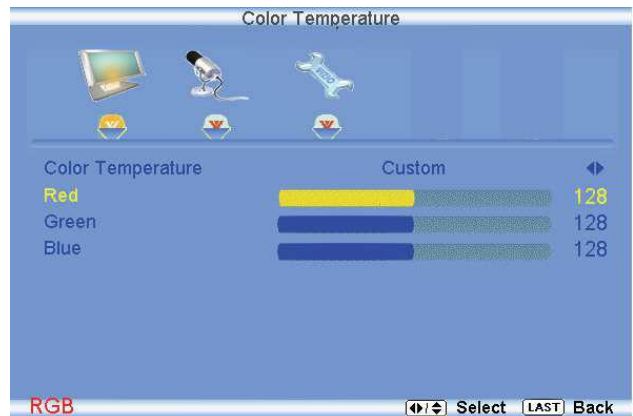 Color Temperature
Color Temperature Custom
Red 128
Green 128
Blue 128
RGB Select LAST Back